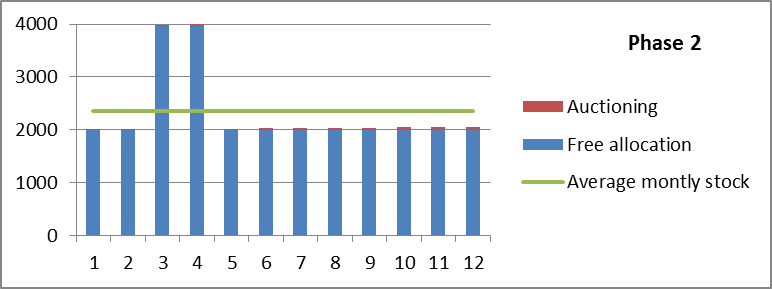 4000
3000
2000
1000
0
1 2 3 4 5 6 7 8 9 10 11 12
Phase 2
Auctioning
Free allocation
Average montly stock